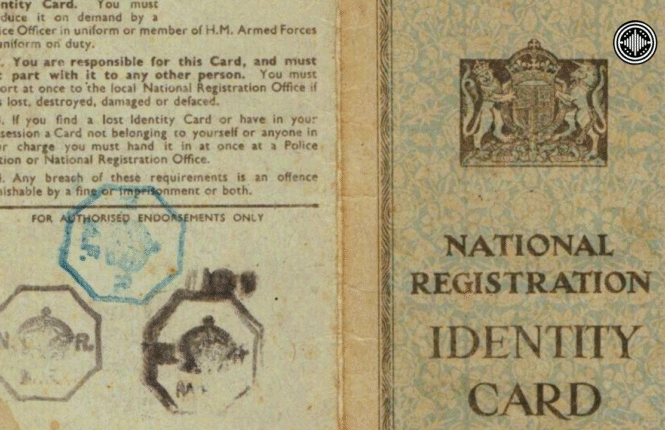 ntity Card. You must
duce it on demand by a
ice Officer in uniform or member of H.M. Armed Forces
uniform on duty.
You are responsible for this Card, and must
part with it to any other person. You must
ort at once to the local National Registration Office if
s lost, destroyed, damaged or defaced.
If you find a lost Identity Card or have in your
session a Card not belonging to yourself or anyone in
r charge you must hand it in at once at a Police
tion or National Registration Office.
Any breach of these requirements is an offence
nishable by a fine or imprisonment or both.
FOR AUTHORISED ENDORSEMENTS ONLY
N. R.
NATIONAL
REGISTRATION
IDENTITY
CARD